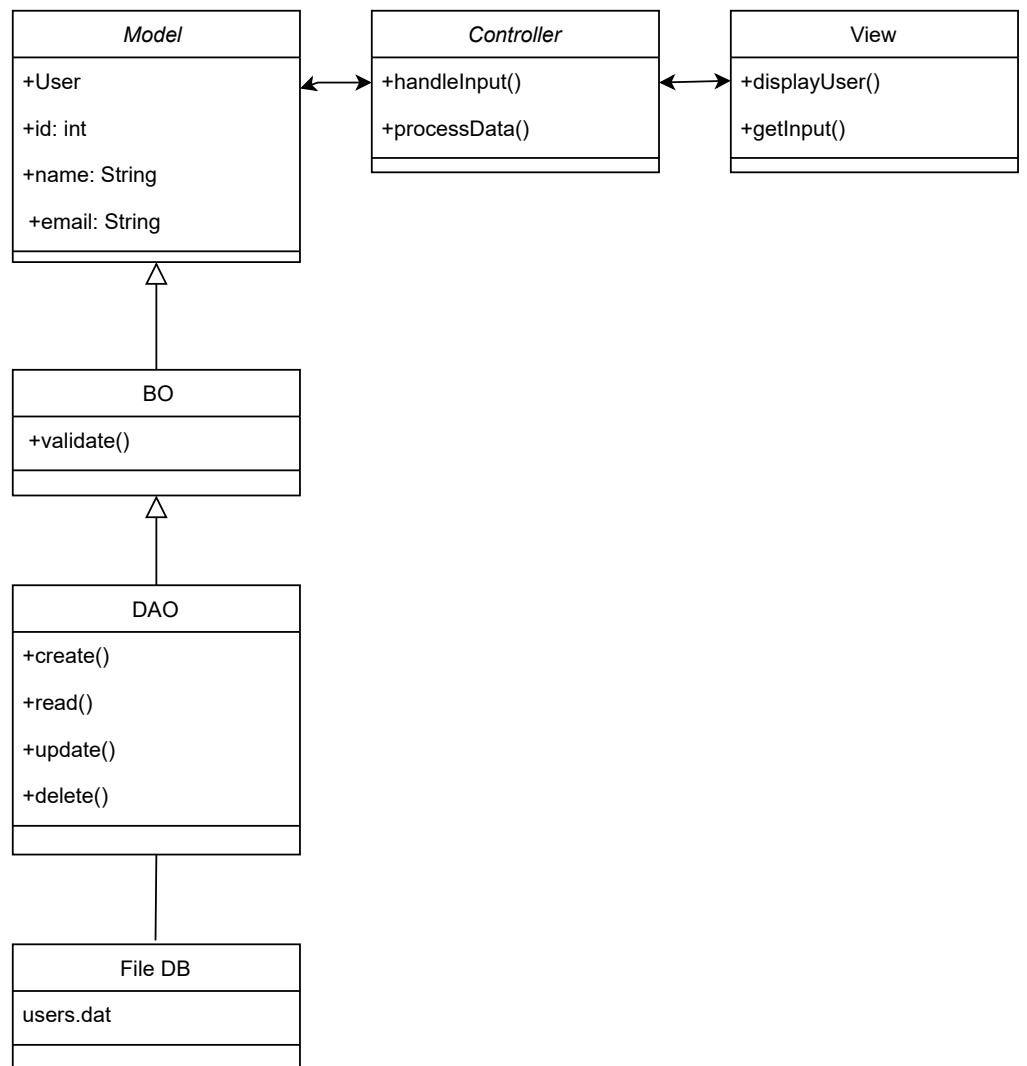 Model
+User
+id: int
+name: String
+email: String
Controller
+handleInput()
+processData()
View
+displayUser()
+getInput()
BO
+validate()
DAO
+create()
+read()
+update()
+delete()
File DB
users.dat